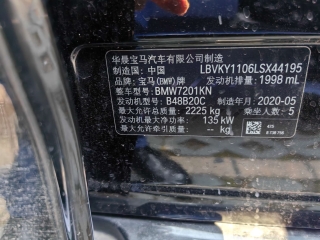 华晨宝马汽车有限公司制造
制造国：中国 LBVKY1106LSX44195
品牌：宝马(BMW)牌 发动机排量：1998 mL
整车型号：BMW7201KN
发动机型号：B48B20C 制造年月：2020-05
最大允许总质量：2225 kg 乘坐人数：5
发动机最大净功率：135 kW
最大允许牵引质量：-- kg